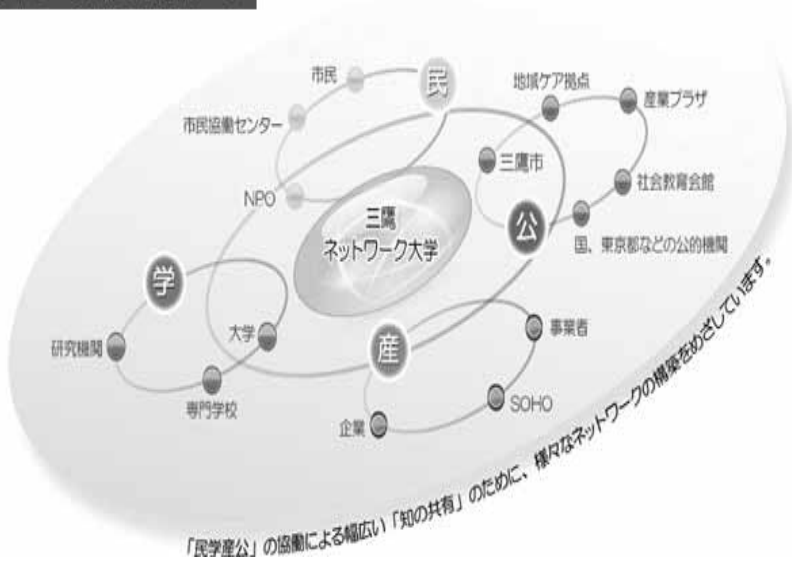 市民
民
市民協働センター
NPO
地域ケア拠点
産業プラザ
三鷹市
社会教育会館
公
国、東京都などの公的機関
三鷹
ネットワーク大学
学
研究機関
大学
専門学校
産
事業者
企業
SOHO
「民学産公」の協働による幅広い「知の共有」のために、様々なネットワークの構築をめざしています。